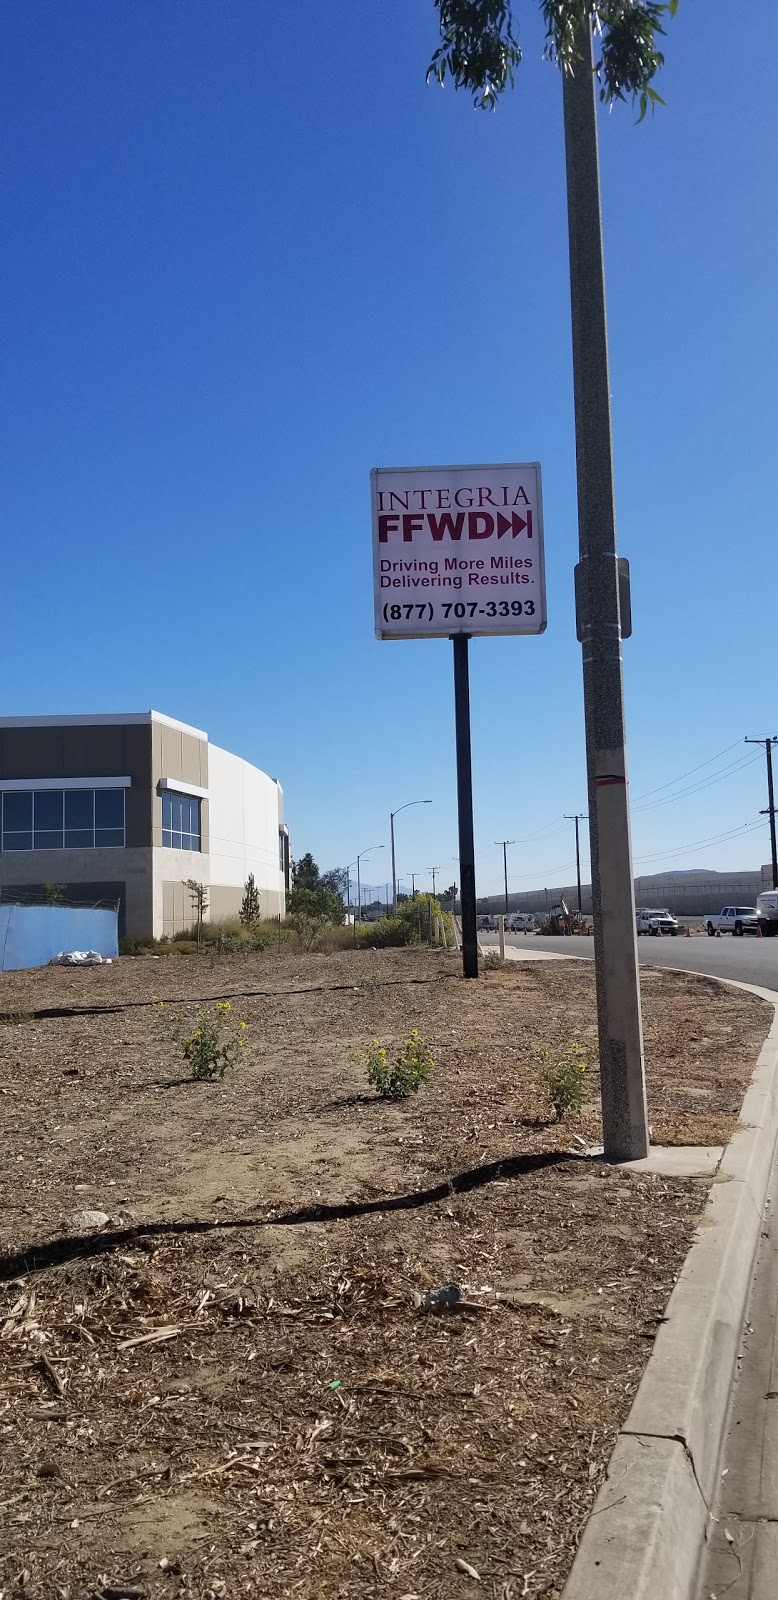 INTEGRIA
FFWD
Driving More Miles
Delivering Results.
(877) 707-3393